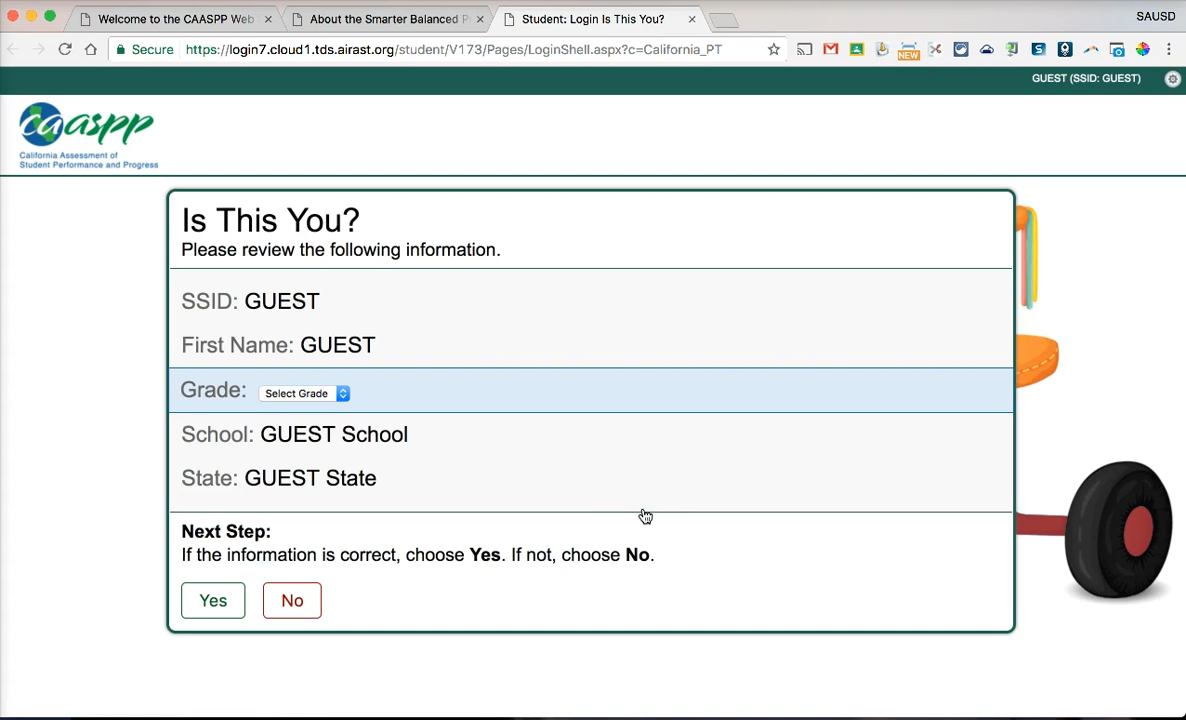 SAUSD
Welcome to the CAASPP Web
About the Smarter Balanced P
Student: Login Is This You?
Secure https://login7.cloud1.tds.airast.org/student/V173/Pages/LoginShell.aspx?c=California_PT
NEW
GUEST (SSID: GUEST)
caaspp
California Assessment of
Student Performance and Progress
Is This You?
Please review the following information.
SSID: GUEST
First Name: GUEST
Grade: Select Grade
School: GUEST School
State: GUEST State
Next Step:
If the information is correct, choose Yes. If not, choose No.
Yes No